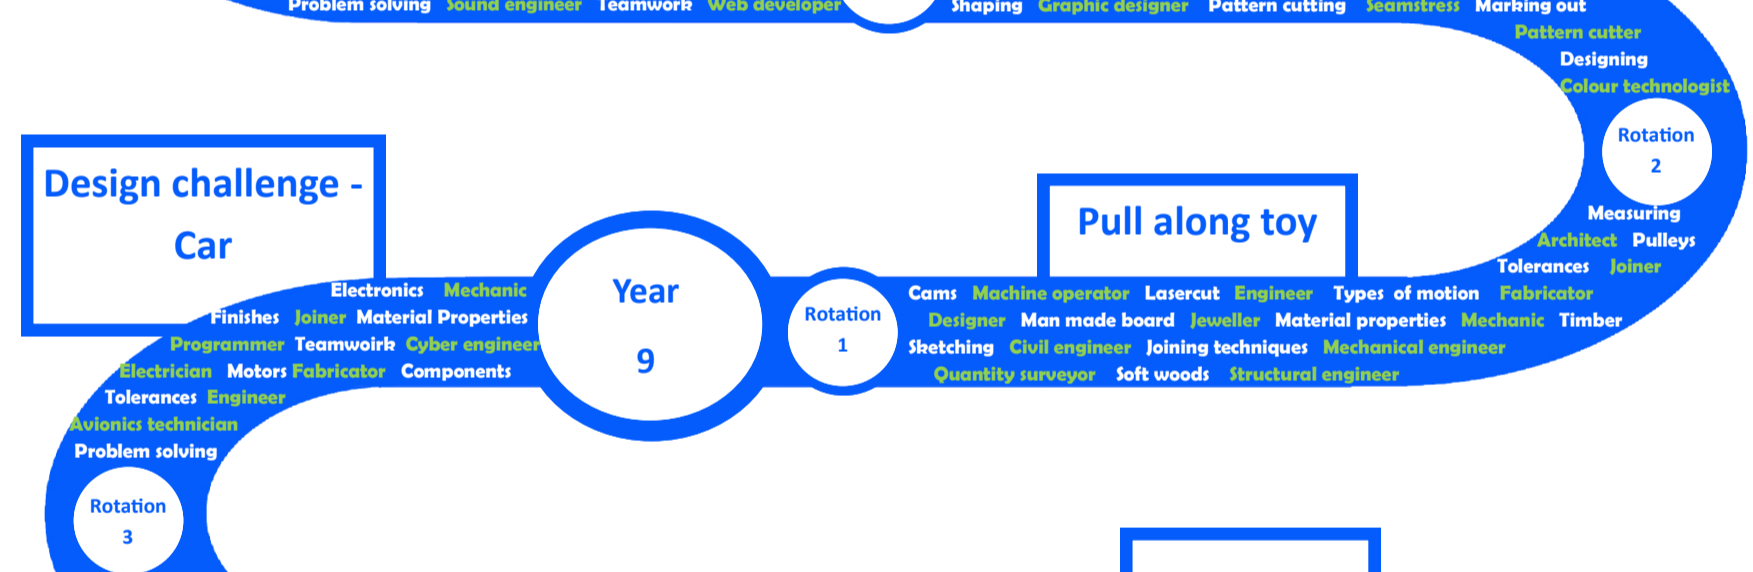 Problem solving Sound engineer Teamwork Web developer
Shaping Graphic designer Pattern cutting Seamstress Marking out
Pattern cutter
Designing
Colour technologist
Rotation
2
Design challenge -
Car
Pull along toy
Measuring
Architect Pulleys
Tolerances Joiner
Electronics Mechanic
Finishes Joiner Material Properties
Programmer Teamwoirk Cyber engineer
Electrician Motors Fabricator Components
Tolerances Engineer
Avionics technician
Problem solving
Year
9
Rotation
1
Cams Machine operator Lasercut Engineer Types of motion Fabricator
Designer Man made board Jeweller Material properties Mechanic Timber
Sketching Civil engineer Joining techniques Mechanical engineer
Quantity surveyor Soft woods Structural engineer
Rotation
3